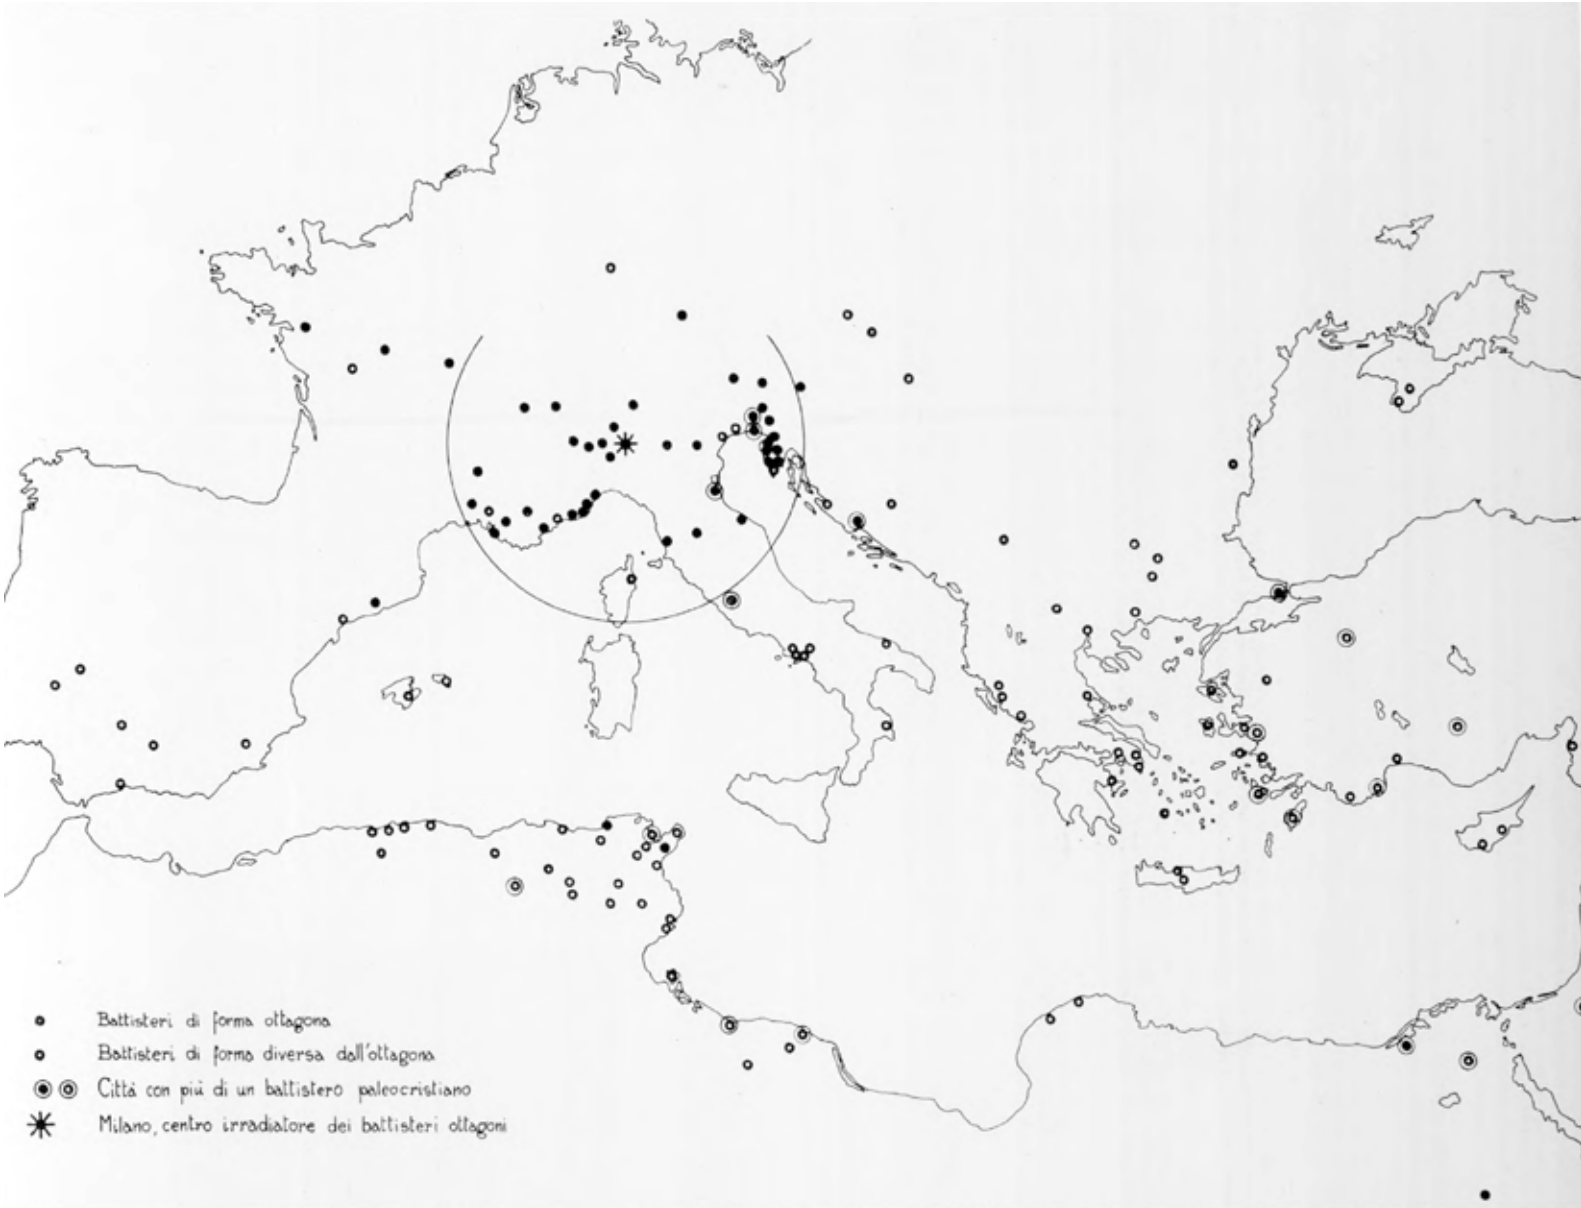 Battisteri di forma ottagona
Battisteri di forma diversa dall'ottagona
Città con più di un battistero paleocristiano
Milano, centro irradiatore dei battisteri ottagoni